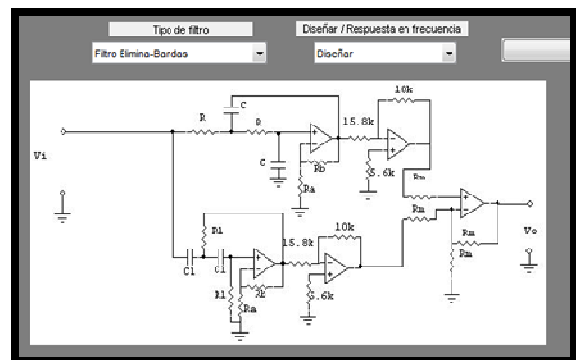 Tipo de filtro
Diseñar / Respuesta en frecuencia
Filtro Elimina-Bandas
Diseñar
10k
C
R
R
15.8k
Vi
C
Rb
5.6k
Rm
Ra
Rm
R1
10k
Rm
Vo
15.8k
Rm
C1
C1
R1
Rb
5.6k
Ra